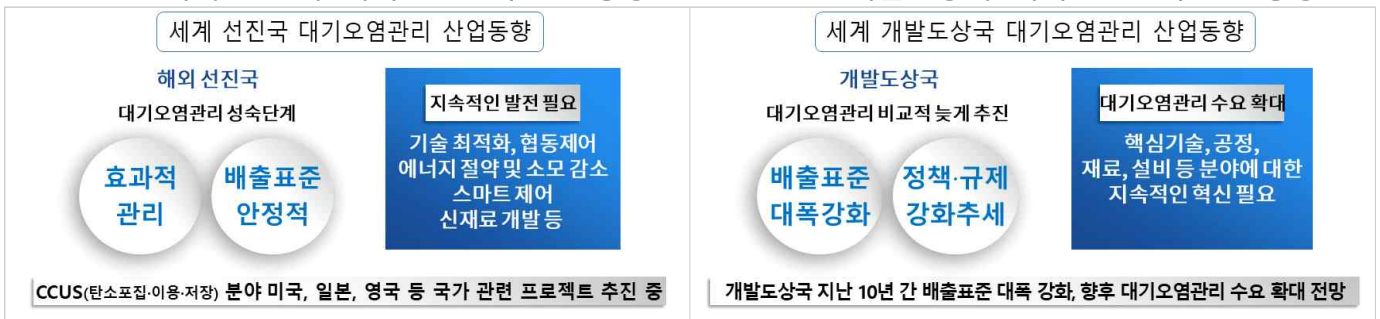 세계 선진국 대기오염관리 산업동향
해외 선진국
대기오염관리 성숙단계
효과적
관리
배출표준
안정적
지속적인 발전 필요
기술 최적화, 협동제어
에너지 절약 및 소모 감소
스마트 제어
신재료 개발 등
CCUS(탄소포집·이용·저장) 분야 미국, 일본, 영국 등 국가 관련 프로젝트 추진 중
세계 개발도상국 대기오염관리 산업동향
개발도상국
대기오염관리 비교적 늦게 추진
배출표준
대폭강화
정책·규제
강화추세
대기오염관리 수요 확대
핵심기술, 공정,
재료, 설비 등 분야에 대한
지속적인 혁신 필요
개발도상국 지난 10년 간 배출표준 대폭 강화, 향후 대기오염관리 수요 확대 전망